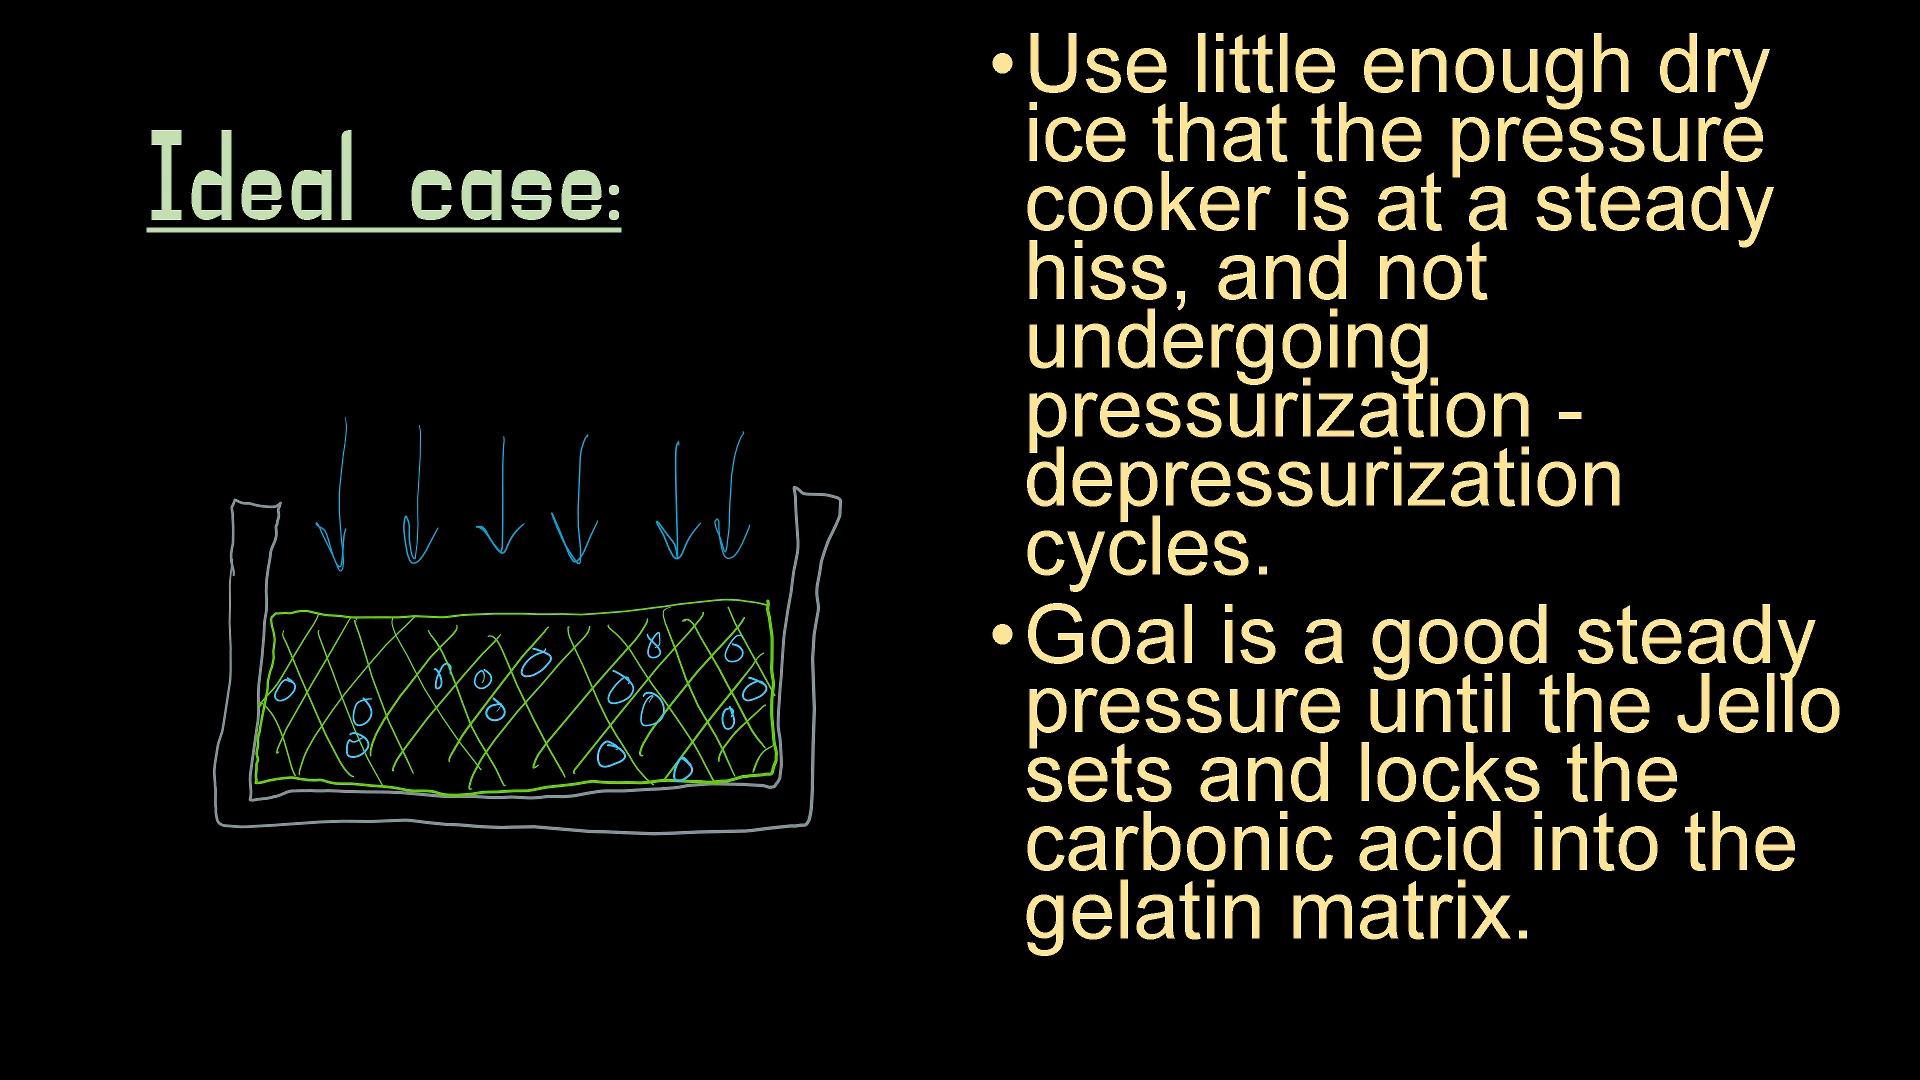 Ideal case:
•Use little enough dry
ice that the pressure
cooker is at a steady
hiss, and not
undergoing
pressurization -
depressurization
cycles.
•Goal is a good steady
pressure until the Jello
sets and locks the
carbonic acid into the
gelatin matrix.